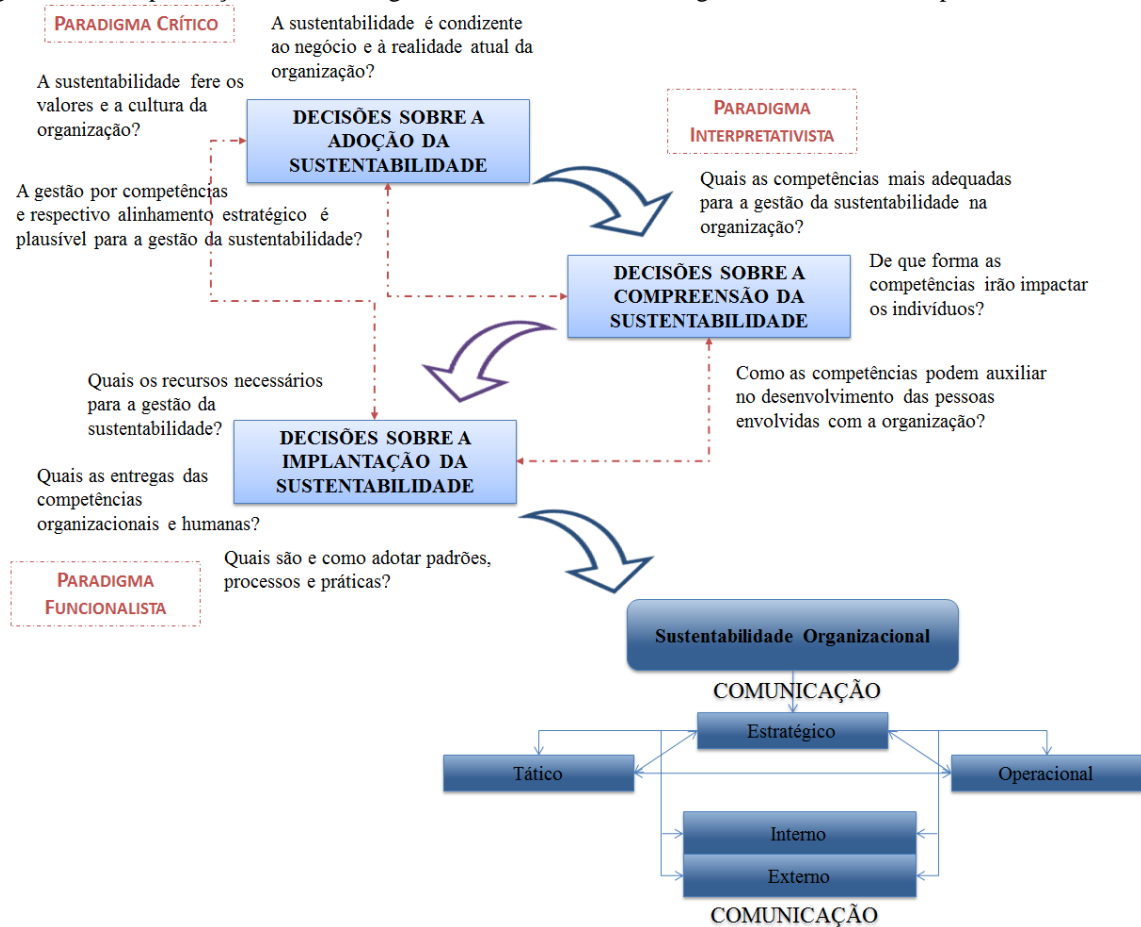 PARADIGMA CRÍTICO
A sustentabilidade é condizente
ao negócio e à realidade atual da
organização?
A sustentabilidade fere os
valores e a cultura da
organização?
DECISÕES SOBRE A
ADOÇÃO DA
SUSTENTABILIDADE
PARADIGMA
INTERPRETATIVISTA
A gestão por competências
e respectivo alinhamento estratégico é
plausível para a gestão da sustentabilidade?
Quais as competências mais adequadas
para a gestão da sustentabilidade na
organização?
DECISÕES SOBRE A
COMPREENSÃO DA
SUSTENTABILIDADE
De que forma as
competências irão impactar
os indivíduos?
Quais os recursos necessários
para a gestão da
sustentabilidade?
Como as competências podem auxiliar
no desenvolvimento das pessoas
envolvidas com a organização?
DECISÕES SOBRE A
IMPLANTAÇÃO DA
SUSTENTABILIDADE
Quais as entregas das
competências
organizacionais e humanas?
Quais são e como adotar padrões,
processos e práticas?
PARADIGMA
FUNCIONALISTA
Sustentabilidade Organizacional
COMUNICAÇÃO
Estratégico
Tático
Operacional
Interno
Externo
COMUNICAÇÃO